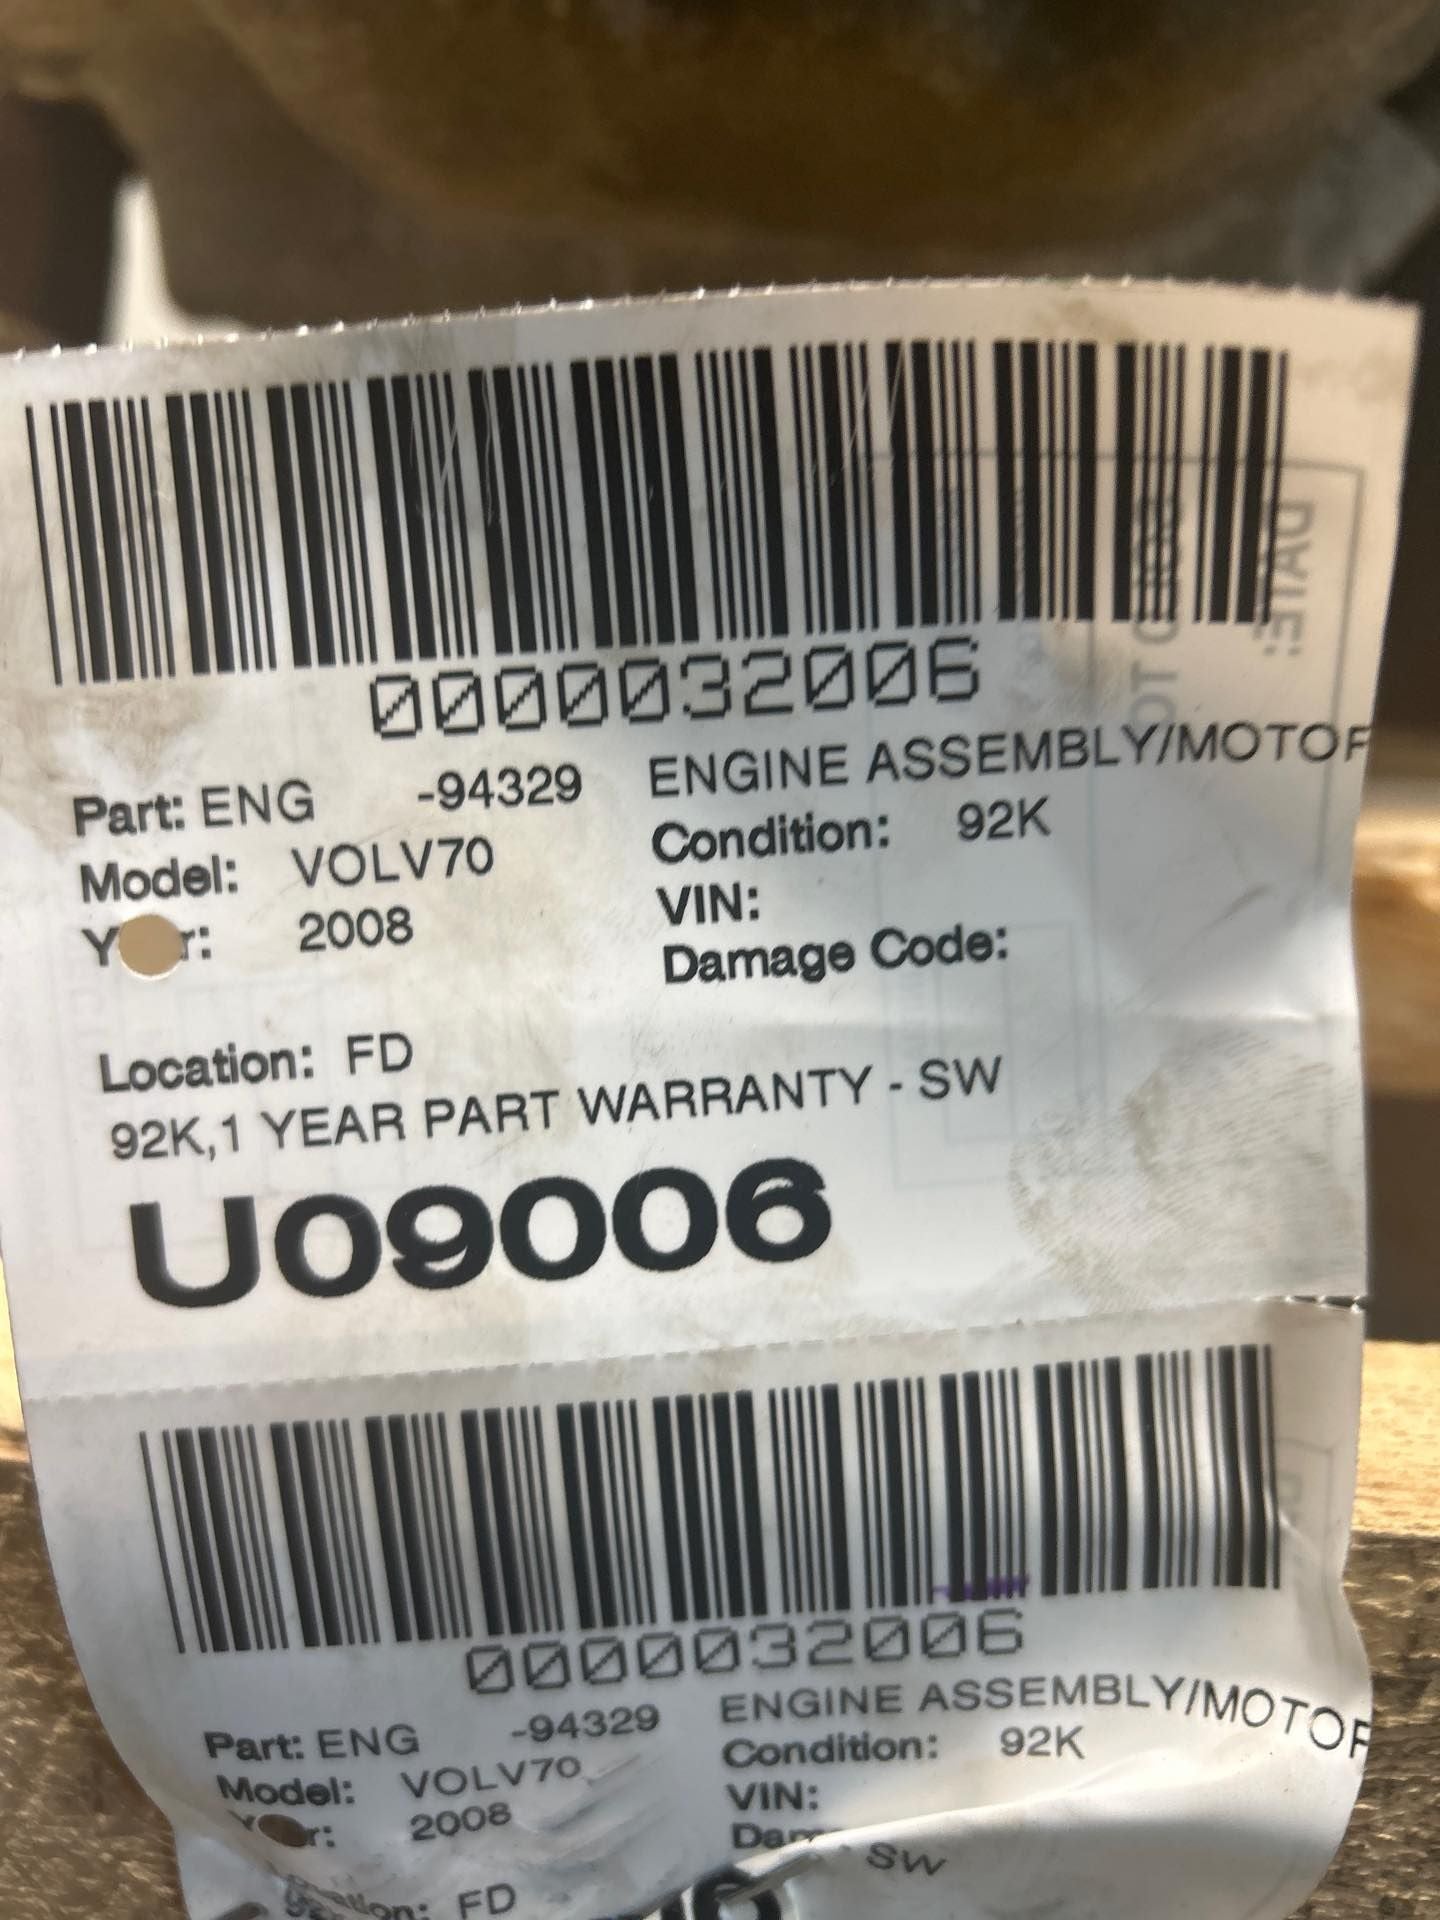 0000032006
Part: ENG -94329 ENGINE ASSEMBLY/MOTOR
Model: VOLV70 Condition: 92K
2008 VIN:
Damage Code:
Location: FD
92K,1 YEAR PART WARRANTY - SW
U09006
0000032006
Part: ENG -94329 ENGINE ASSEMBLY/MOTOR
Model: VOLV70 Condition: 92K
2008 VIN:
SW
FD
DATE: